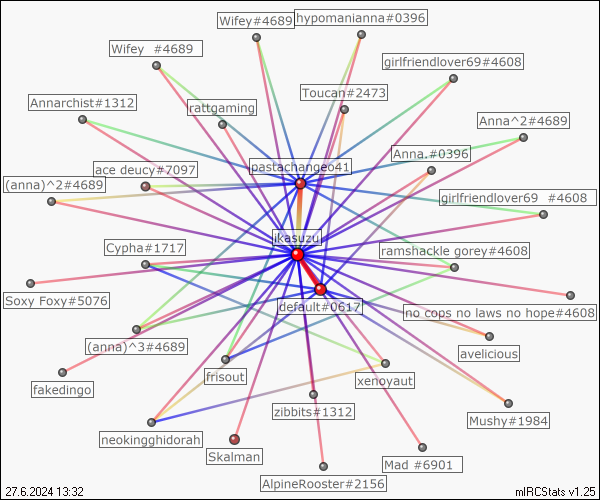 Wifey#4689
hypomanianna#0396
Wifey #4689
girlfriendlover69#4608
Toucan#2473
Annarchist#1312
rattgaming
Anna^2#4689
pastachangeo41
Anna.#0396
ace deucy#7097
(anna)^2#4689
girlfriendlover69 #4608
ikasuzu
Cypha#1717
ramshackle gorey#4608
Soxy Foxy#5076
default#0617
no cops no laws no hope#4608
(anna)^3#4689
avelicious
fakedingo
frisout
xenoyaut
zibbits#1312
Mushy#1984
neokingghidorah
Skalman
Mad #6901
AlpineRooster#2156
27.6.2024 13:32
mIRCStats v1.25